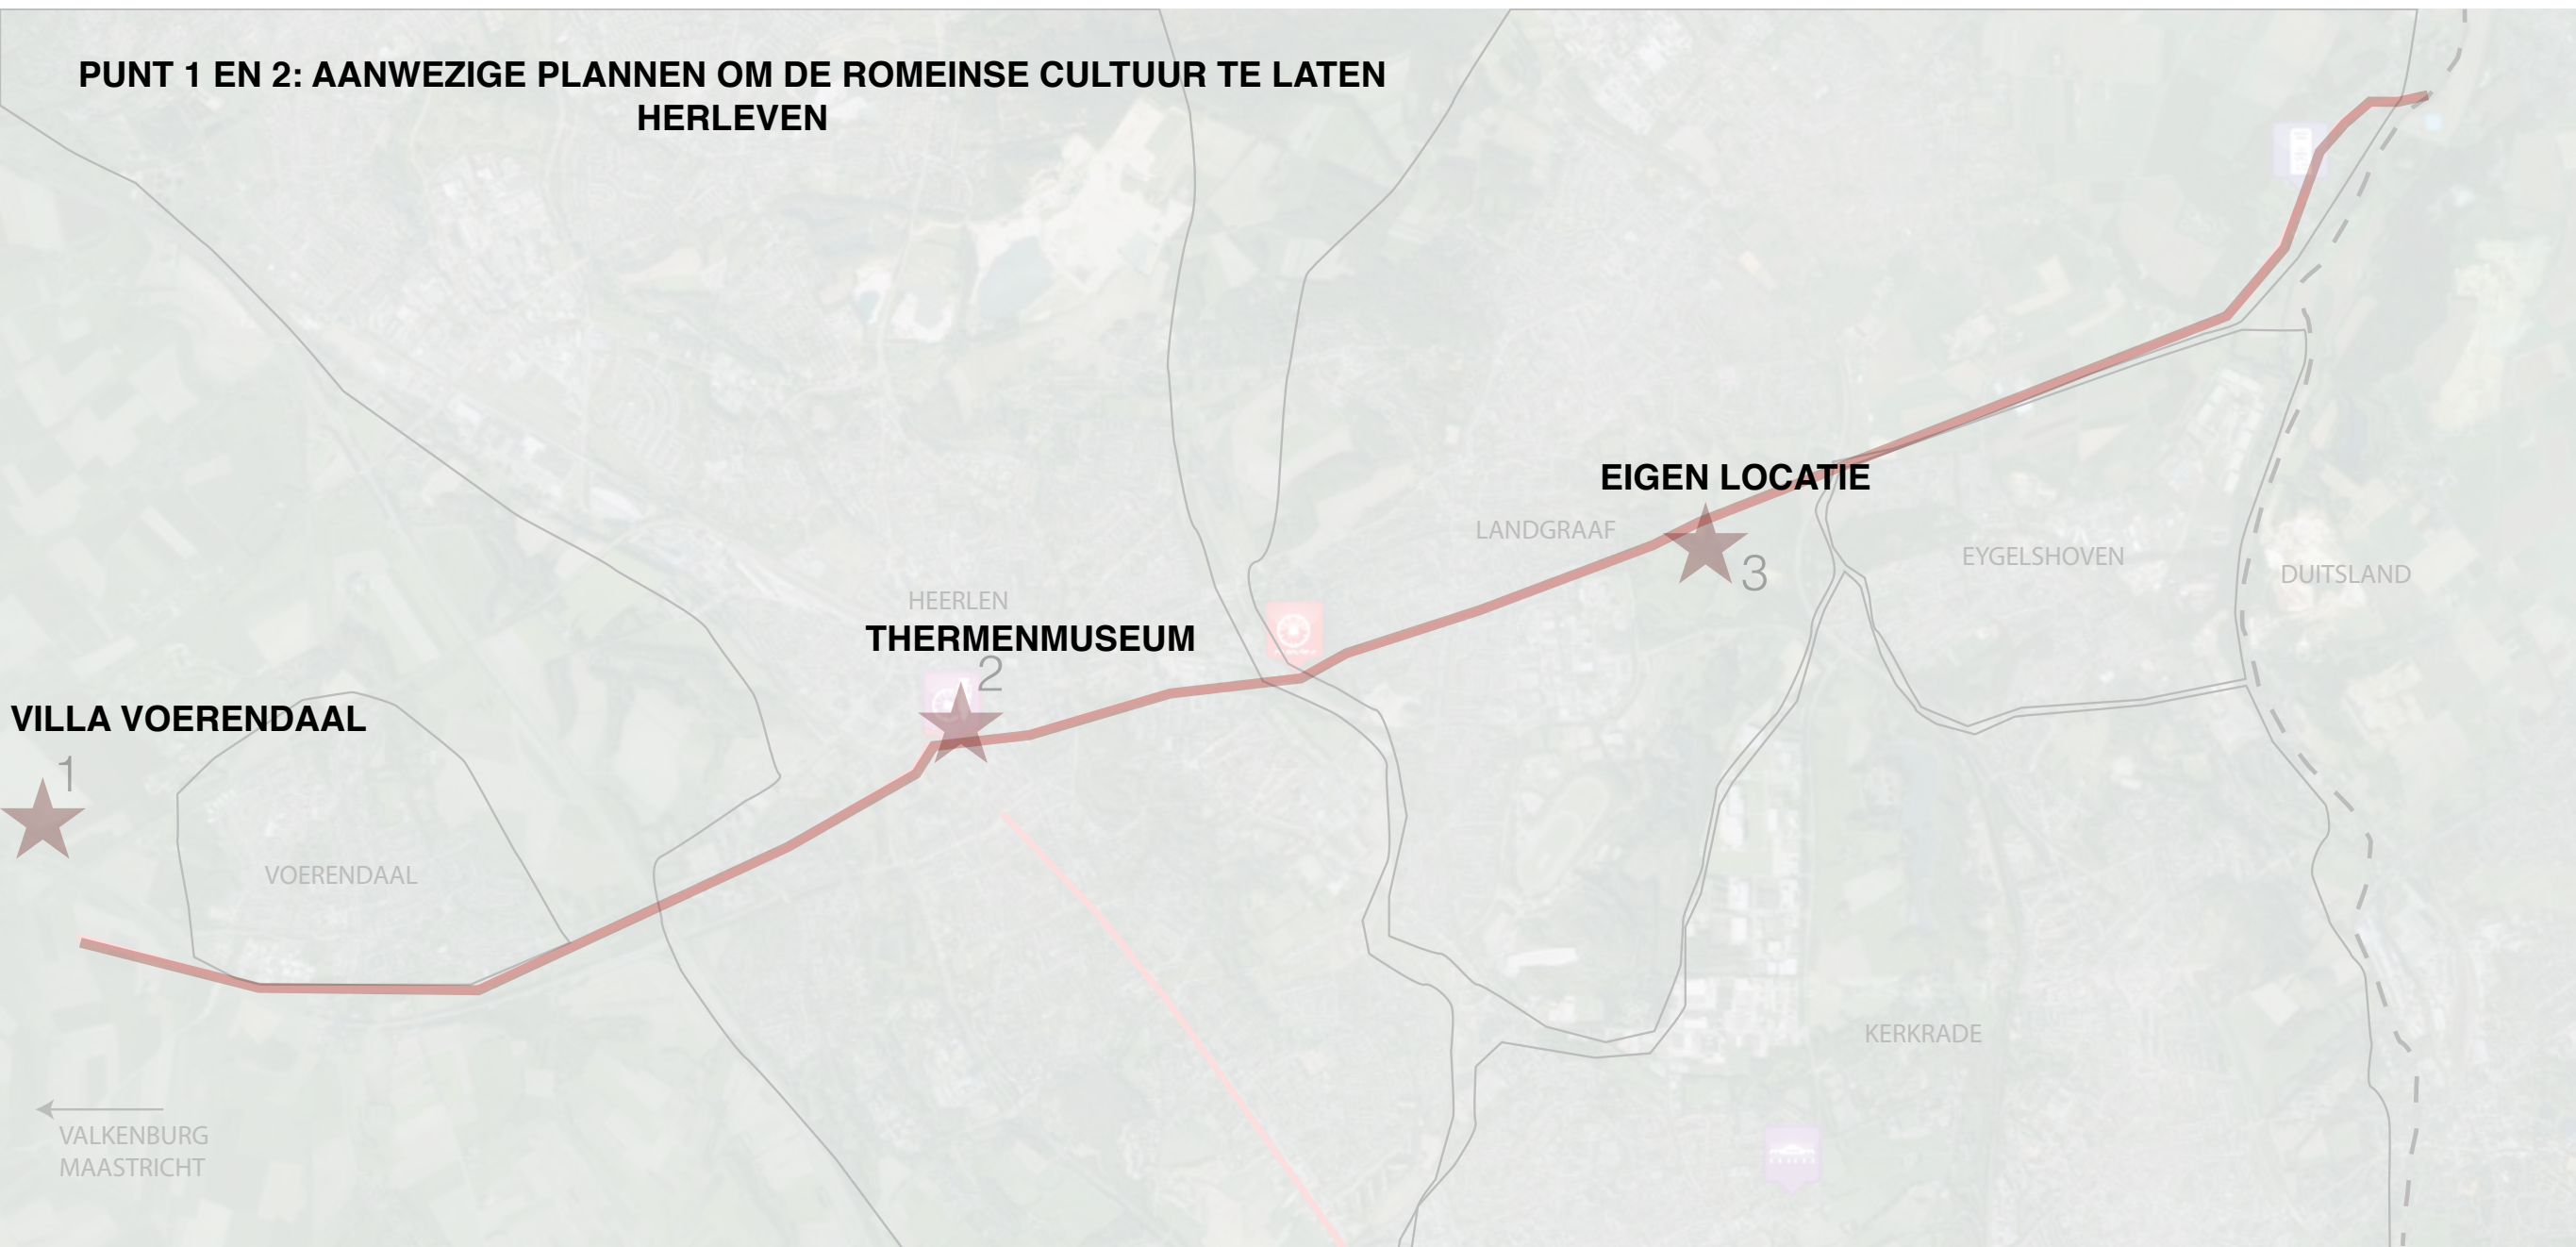 PUNT 1 EN 2: AANWEZIGE PLANNEN OM DE ROMEINSE CULTUUR TE LATEN
HERLEVEN
EIGEN LOCATIE
LANDGRAAF
3
EYGELSHOVEN
DUITSLAND
HEERLEN
THERMENMUSEUM
2
VILLA VOERENDAAL
1
VOERENDAAL
KERKRADE
VALKENBURG
MAASTRICHT